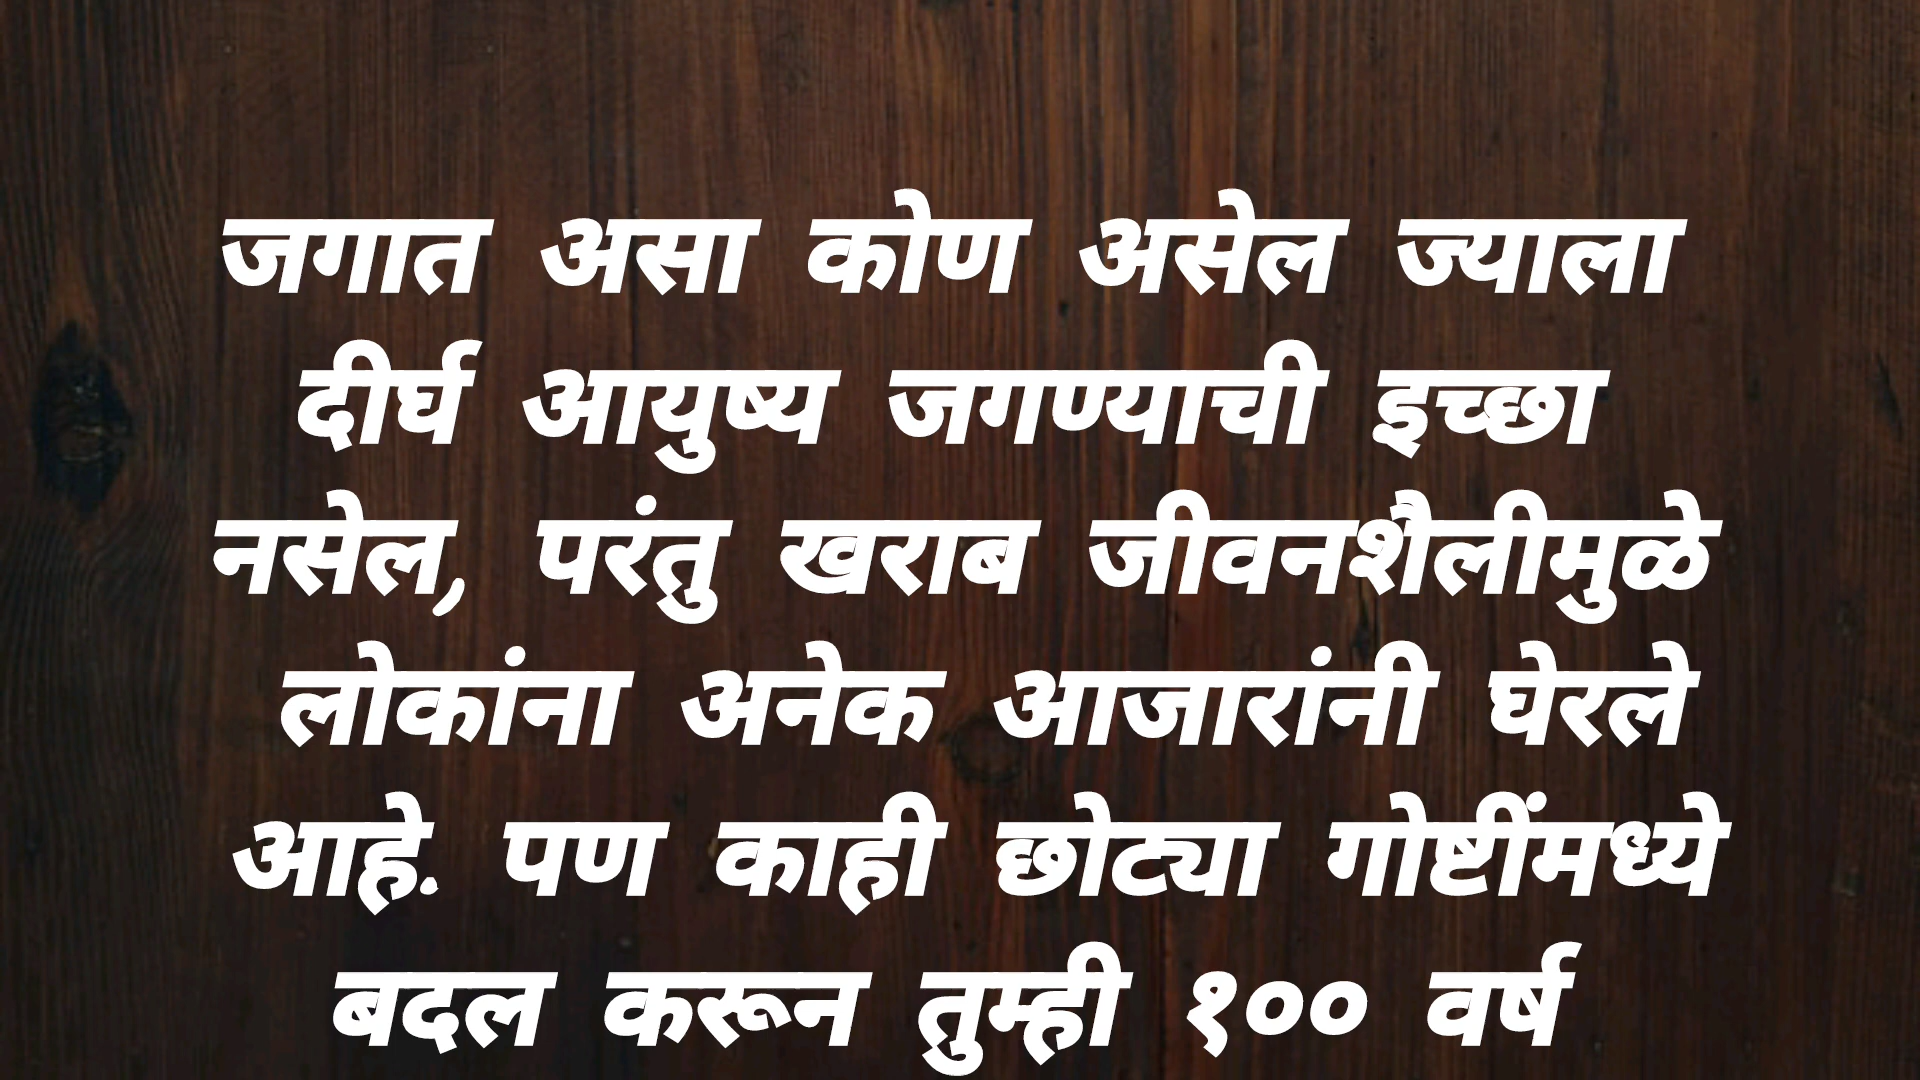 जगात असा कोण असेल ज्याला
दीर्घ आयुष्य जगण्याची इच्छा
नसेल, परंतु खराब जीवनशैलीमुळे
लोकांना अनेक आजारांनी घेरले
आहे. पण काही छोट्या गोष्टींमध्ये
बदल करून तुम्ही १०० वर्ष